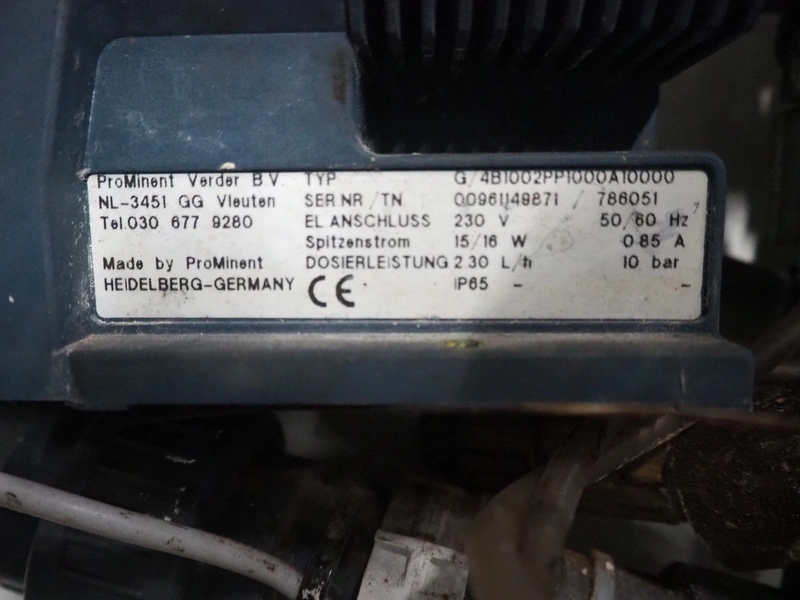 ProMinent Verder B.V. TYP G/4B1002PP1000A10000
NL-3451 GG Vleuten SER.NR./TN 00961149871 / 786051
Tel.030 677 9280 EL.ANSCHLUSS 230 V 50/60 Hz
Spitzenstrom 15/16 W 0.85 A
Made by ProMinent DOSIERLEISTUNG 2.30 L/h 10 bar
HEIDELBERG-GERMANY CE IP65 - -